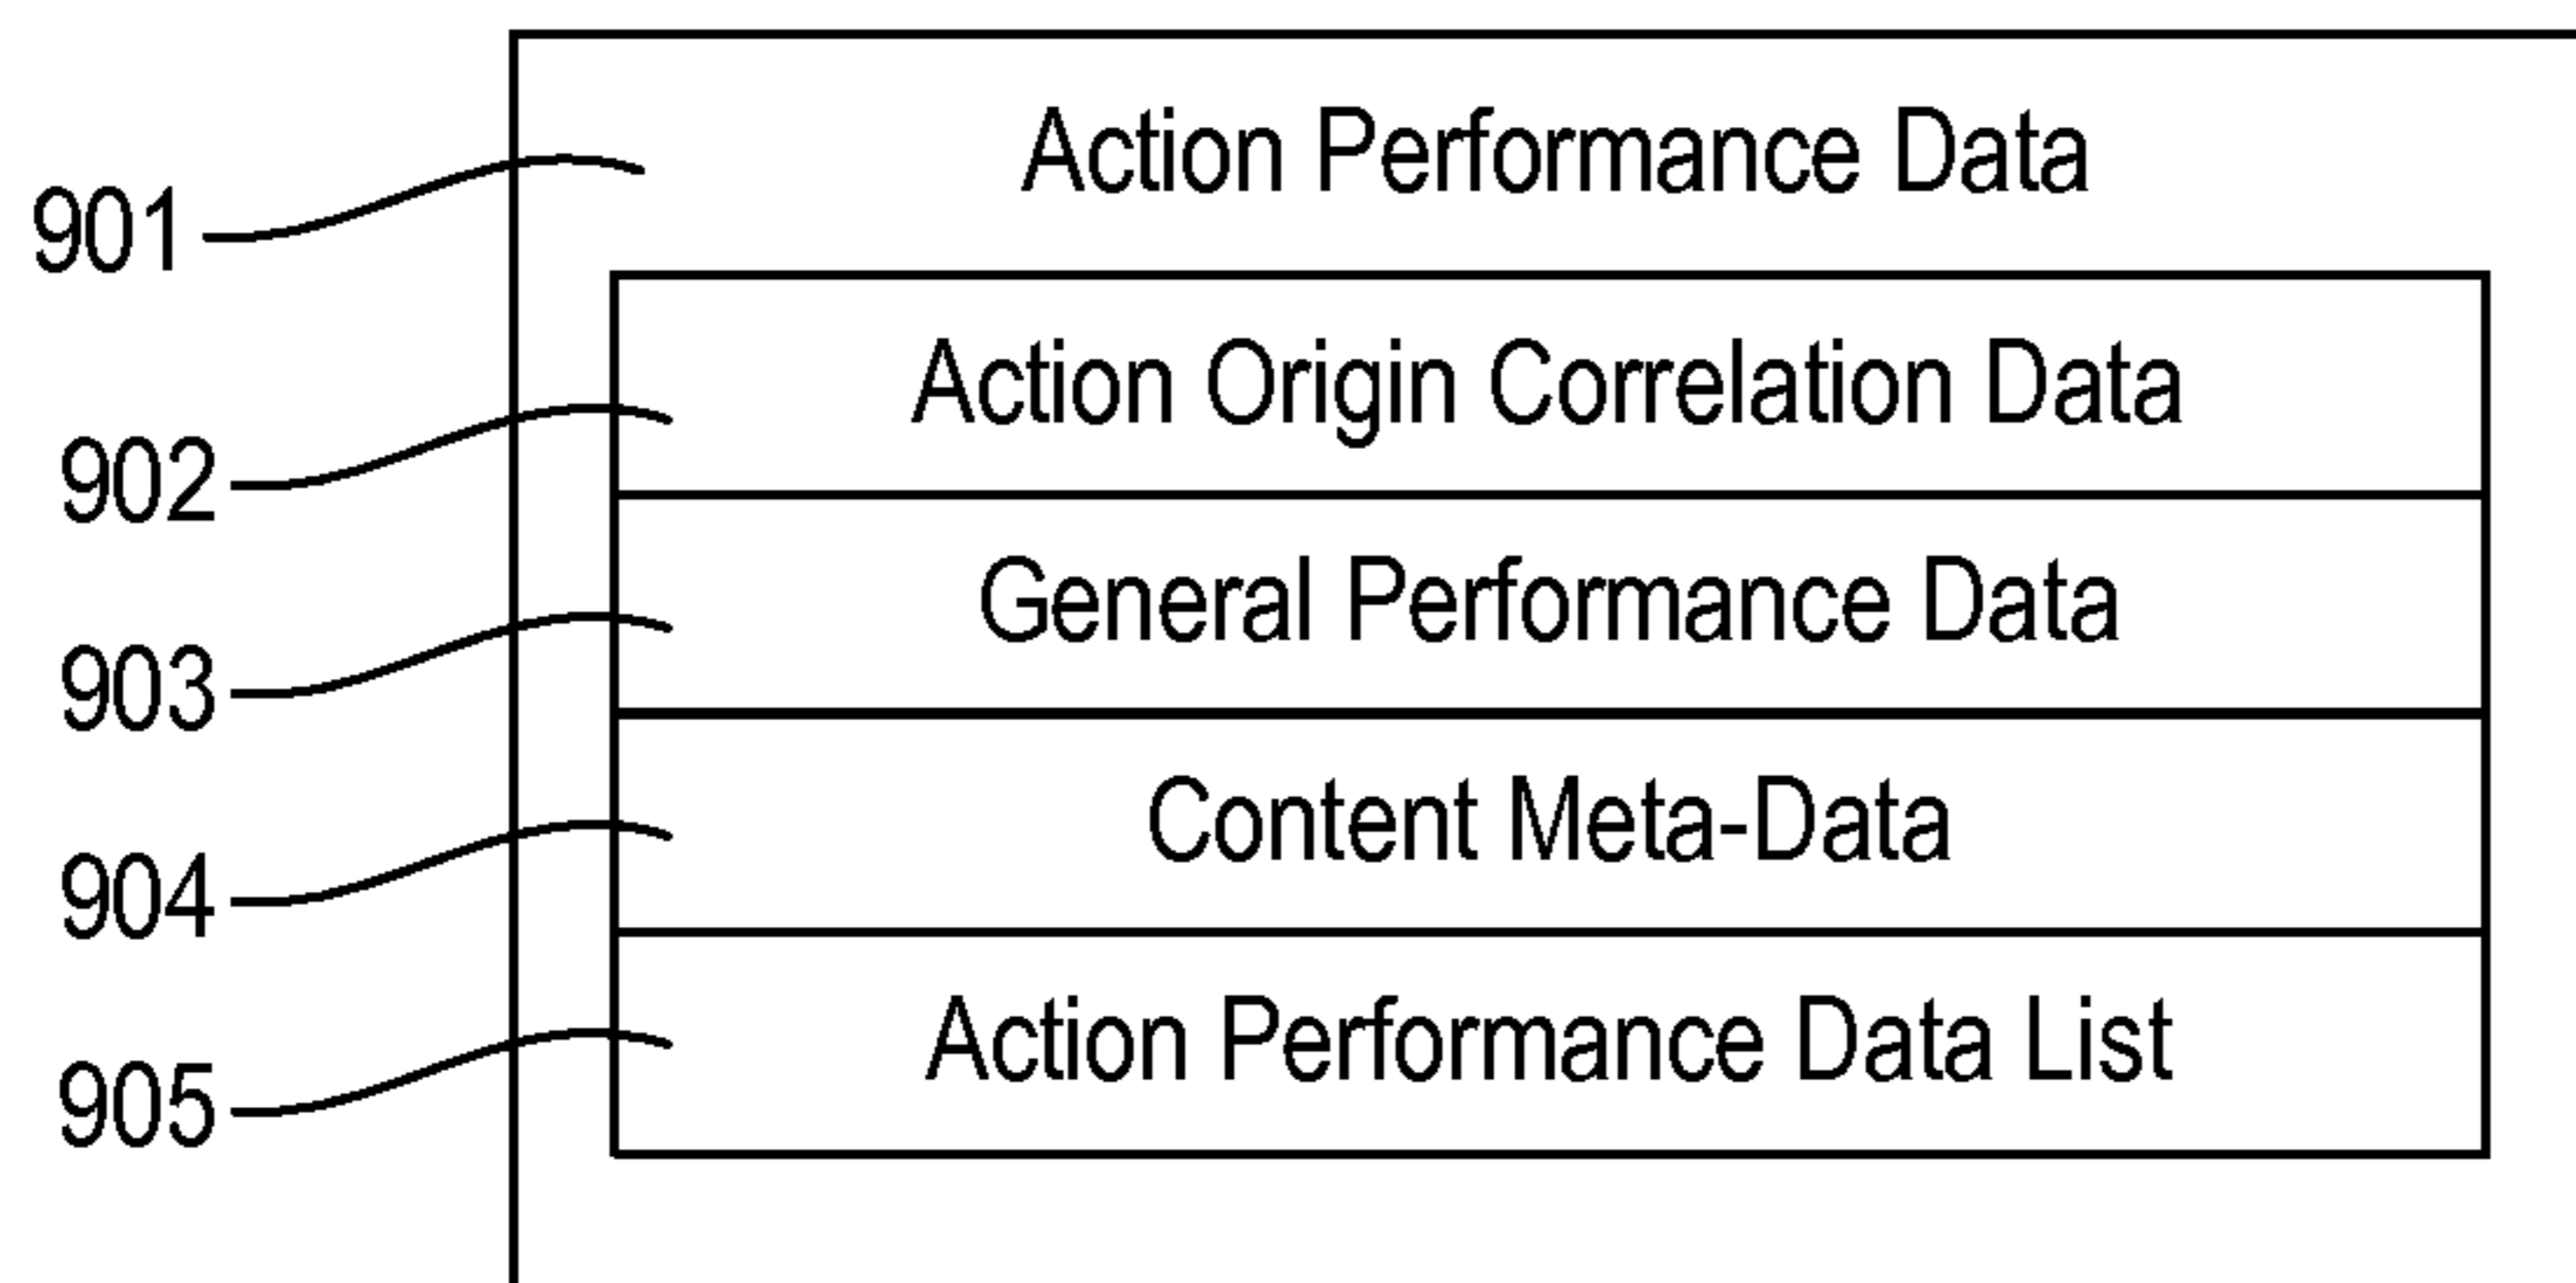 Action Performance Data
901
Action Origin Correlation Data
902
General Performance Data
903
Content Meta-Data
904
Action Performance Data List
905